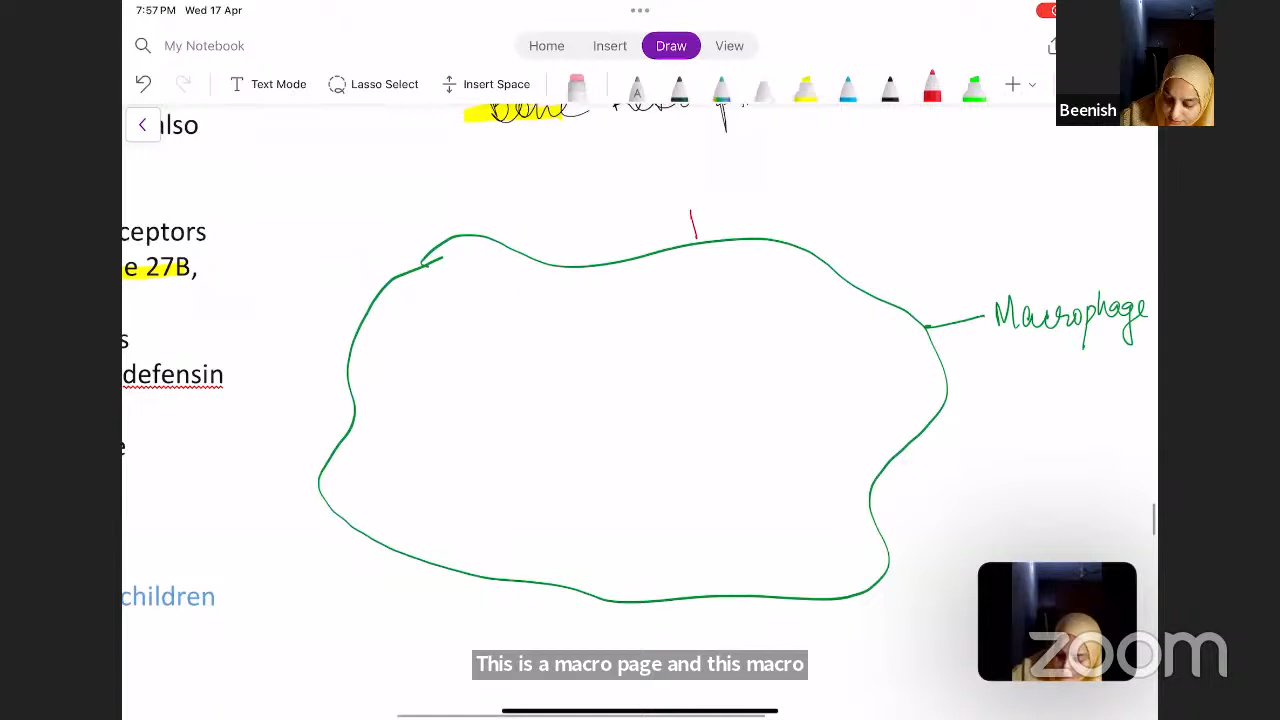 7:57 PM Wed 17 Apr
My Notebook
Home Insert Draw View
Text Mode Lasso Select Insert Space
A
Beenish
Bone
also
ceptors
e 27B,
Macrophage
s
defensin
e
children
This is a macro page and this macro
zoom